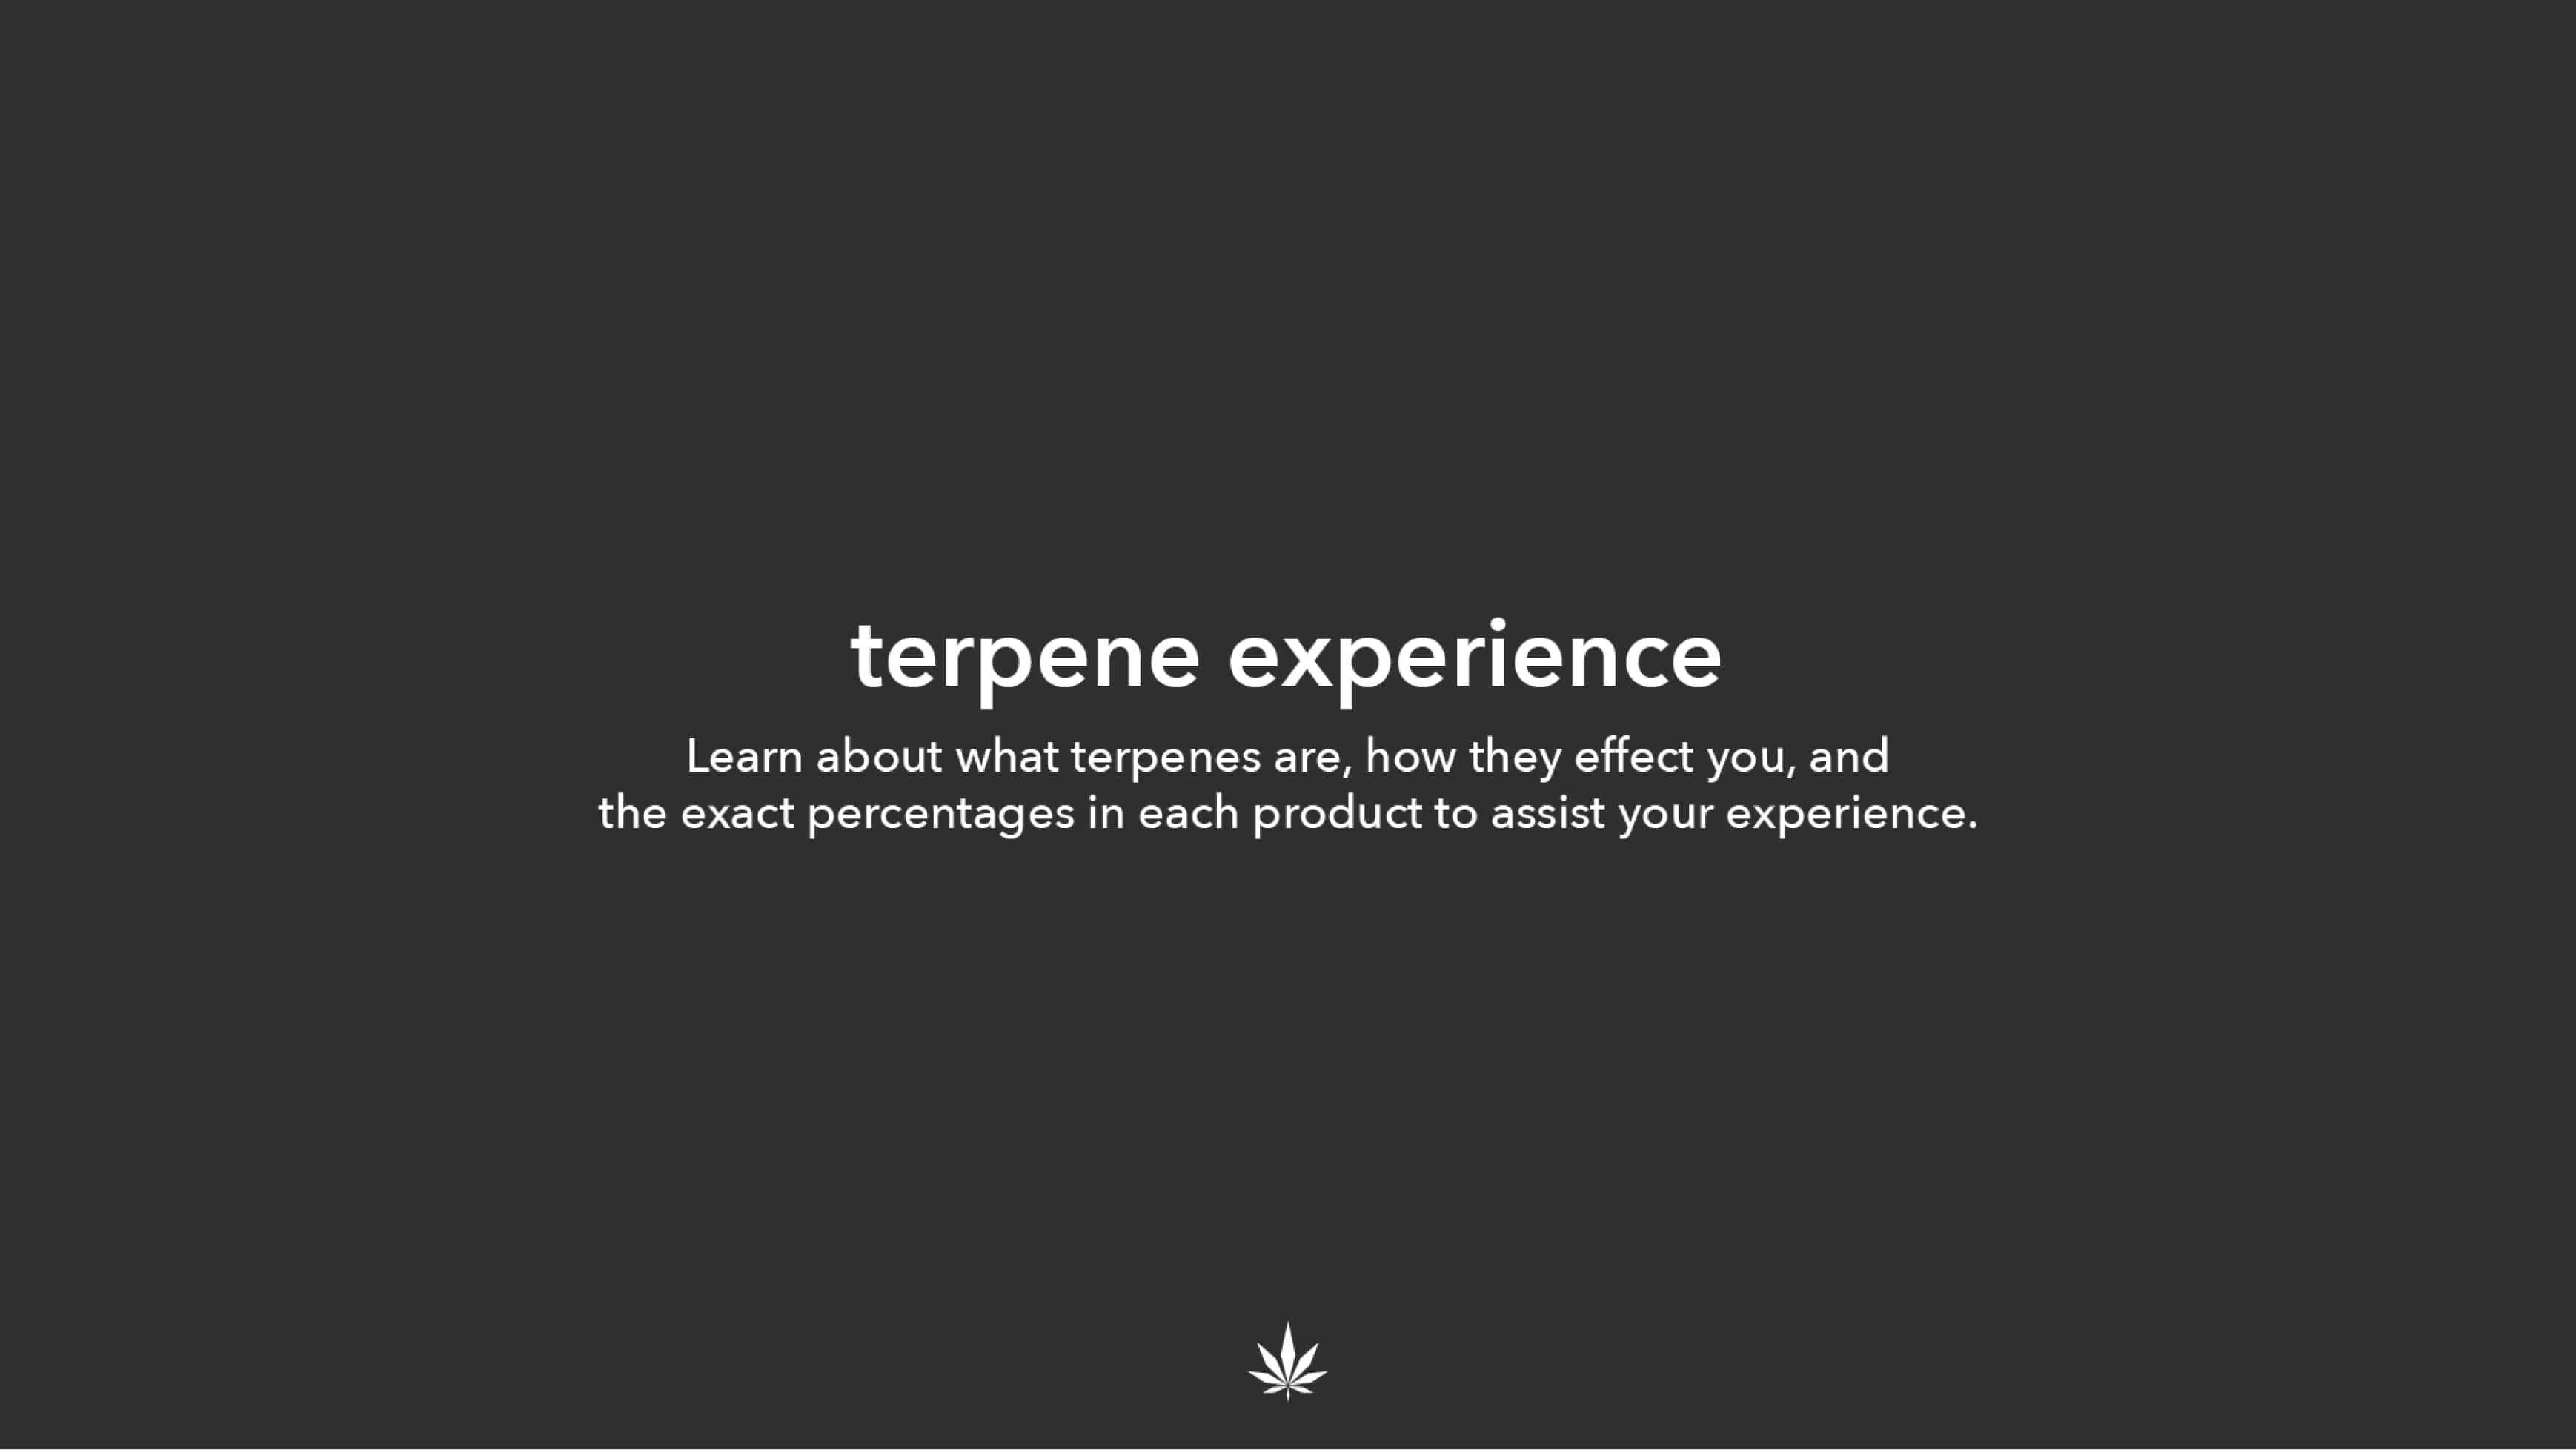 terpene experience
Learn about what terpenes are, how they effect you, and
the exact percentages in each product to assist your experience.